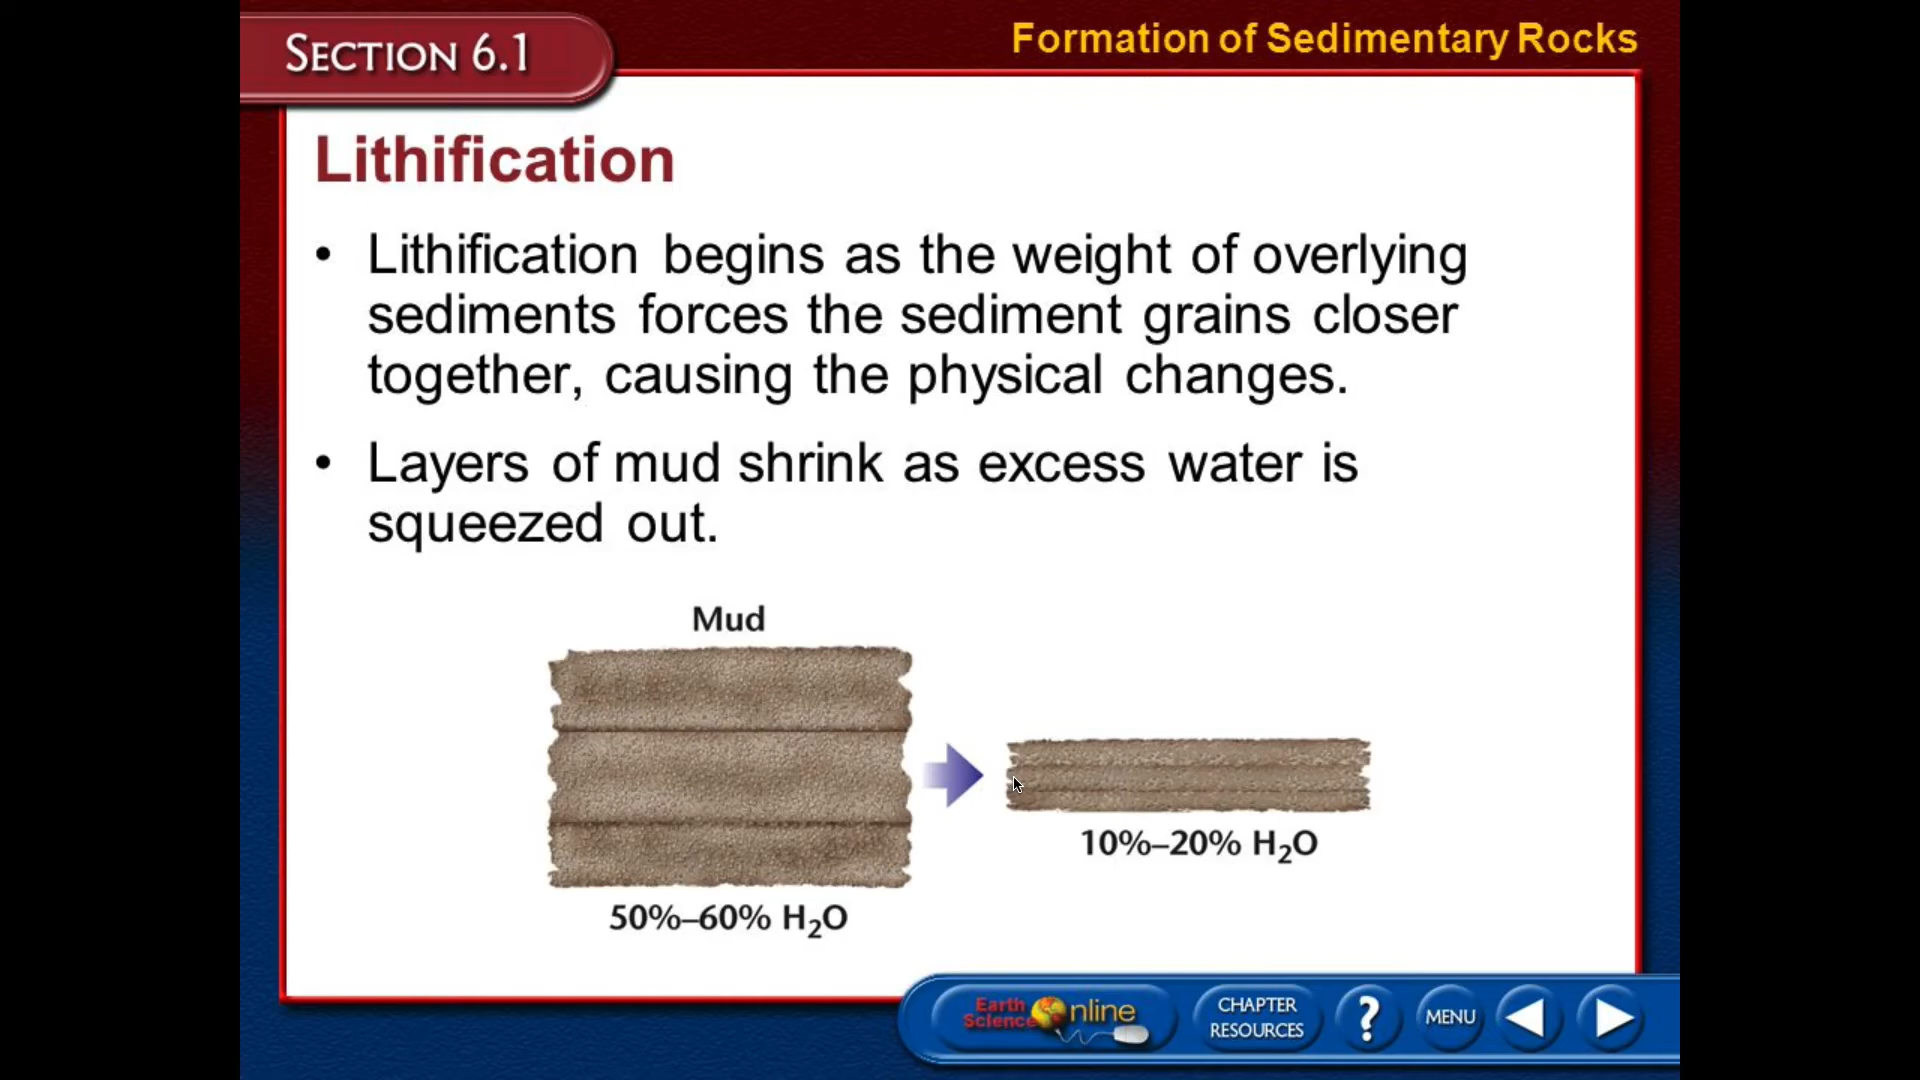 SECTION 6.1
Formation of Sedimentary Rocks
Lithification
• Lithification begins as the weight of overlying
sediments forces the sediment grains closer
together, causing the physical changes.
• Layers of mud shrink as excess water is
squeezed out.
Mud
10%–20% H₂O
50%–60% H₂O
Earth
Science nline
CHAPTER
RESOURCES
?
MENU